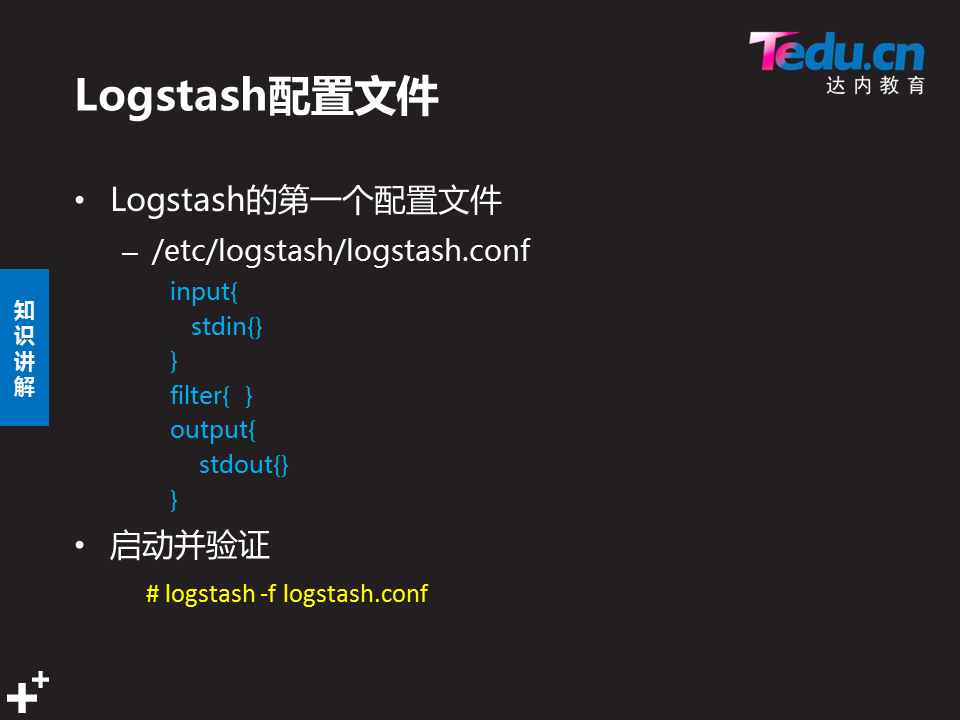 Tedu.cn
达内教育
Logstash配置文件
• Logstash的第一个配置文件
– /etc/logstash/logstash.conf
input{
stdin{}
}
filter{ }
output{
stdout{}
}
• 启动并验证
# logstash -f logstash.conf
知识讲解